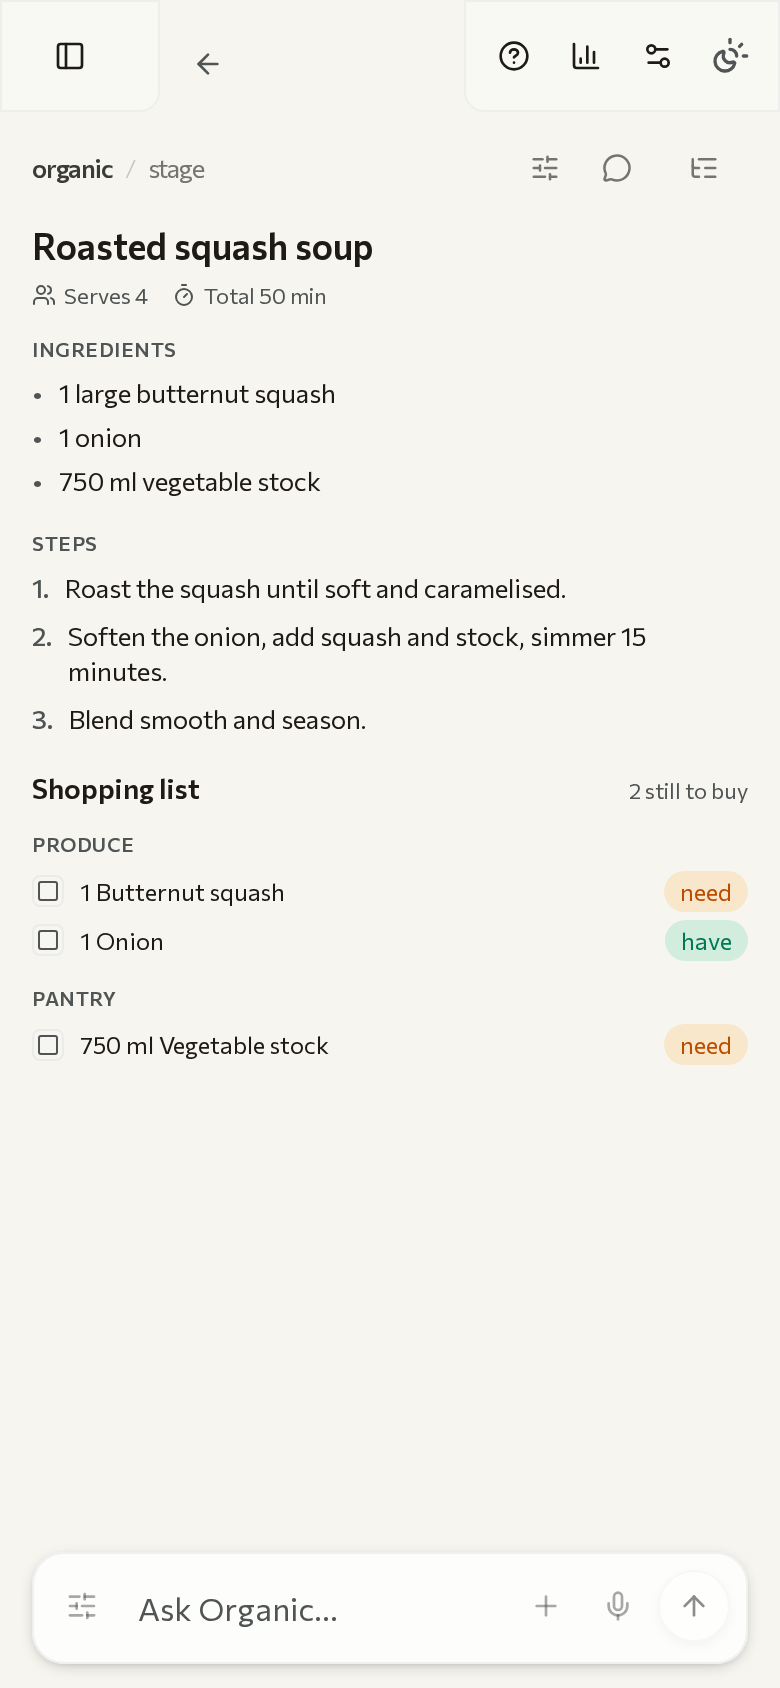 organic / stage
Roasted squash soup
Serves 4 Total 50 min
INGREDIENTS
• 1 large butternut squash
• 1 onion
• 750 ml vegetable stock
STEPS
1. Roast the squash until soft and caramelised.
2. Soften the onion, add squash and stock, simmer 15
minutes.
3. Blend smooth and season.
Shopping list 2 still to buy
PRODUCE
1 Butternut squash need
1 Onion have
PANTRY
750 ml Vegetable stock need
Ask Organic...